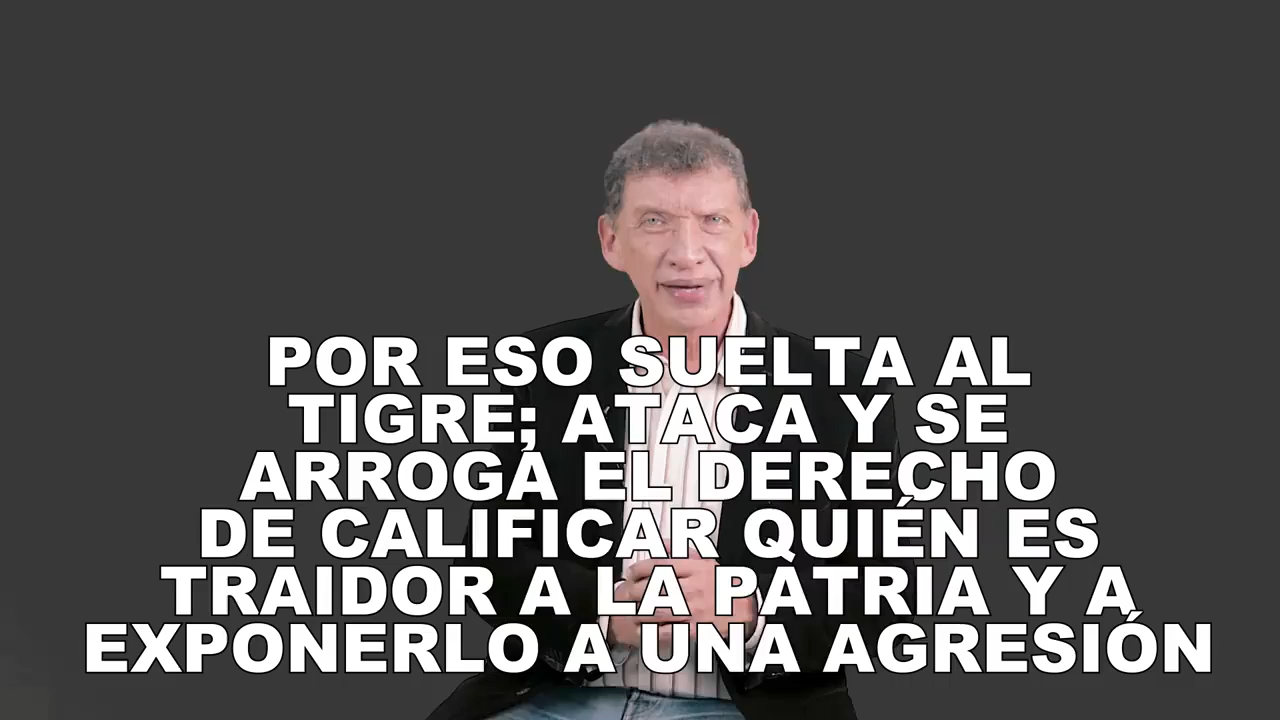 POR ESO SUELTA AL
TIGRE; ATACA Y SE
ARROGA EL DERECHO
DE CALIFICAR QUIÉN ES
TRAIDOR A LA PATRIA Y A
EXPONERLO A UNA AGRESIÓN